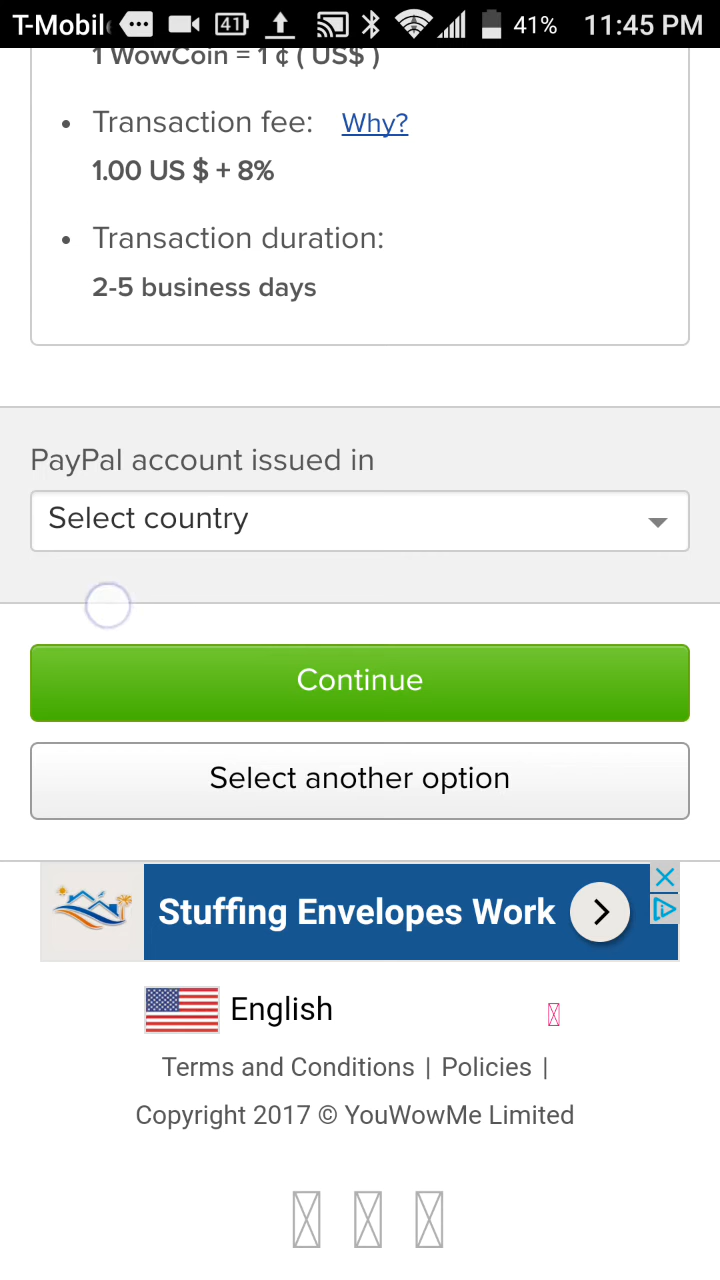 T-Mobil 41 41% 11:45 PM
1 WowCoin = 1 ¢ ( US$ )
• Transaction fee: Why?
1.00 US $ + 8%
• Transaction duration:
2-5 business days
PayPal account issued in
Select country
Continue
Select another option
Stuffing Envelopes Work
English
Terms and Conditions | Policies |
Copyright 2017 © YouWowMe Limited